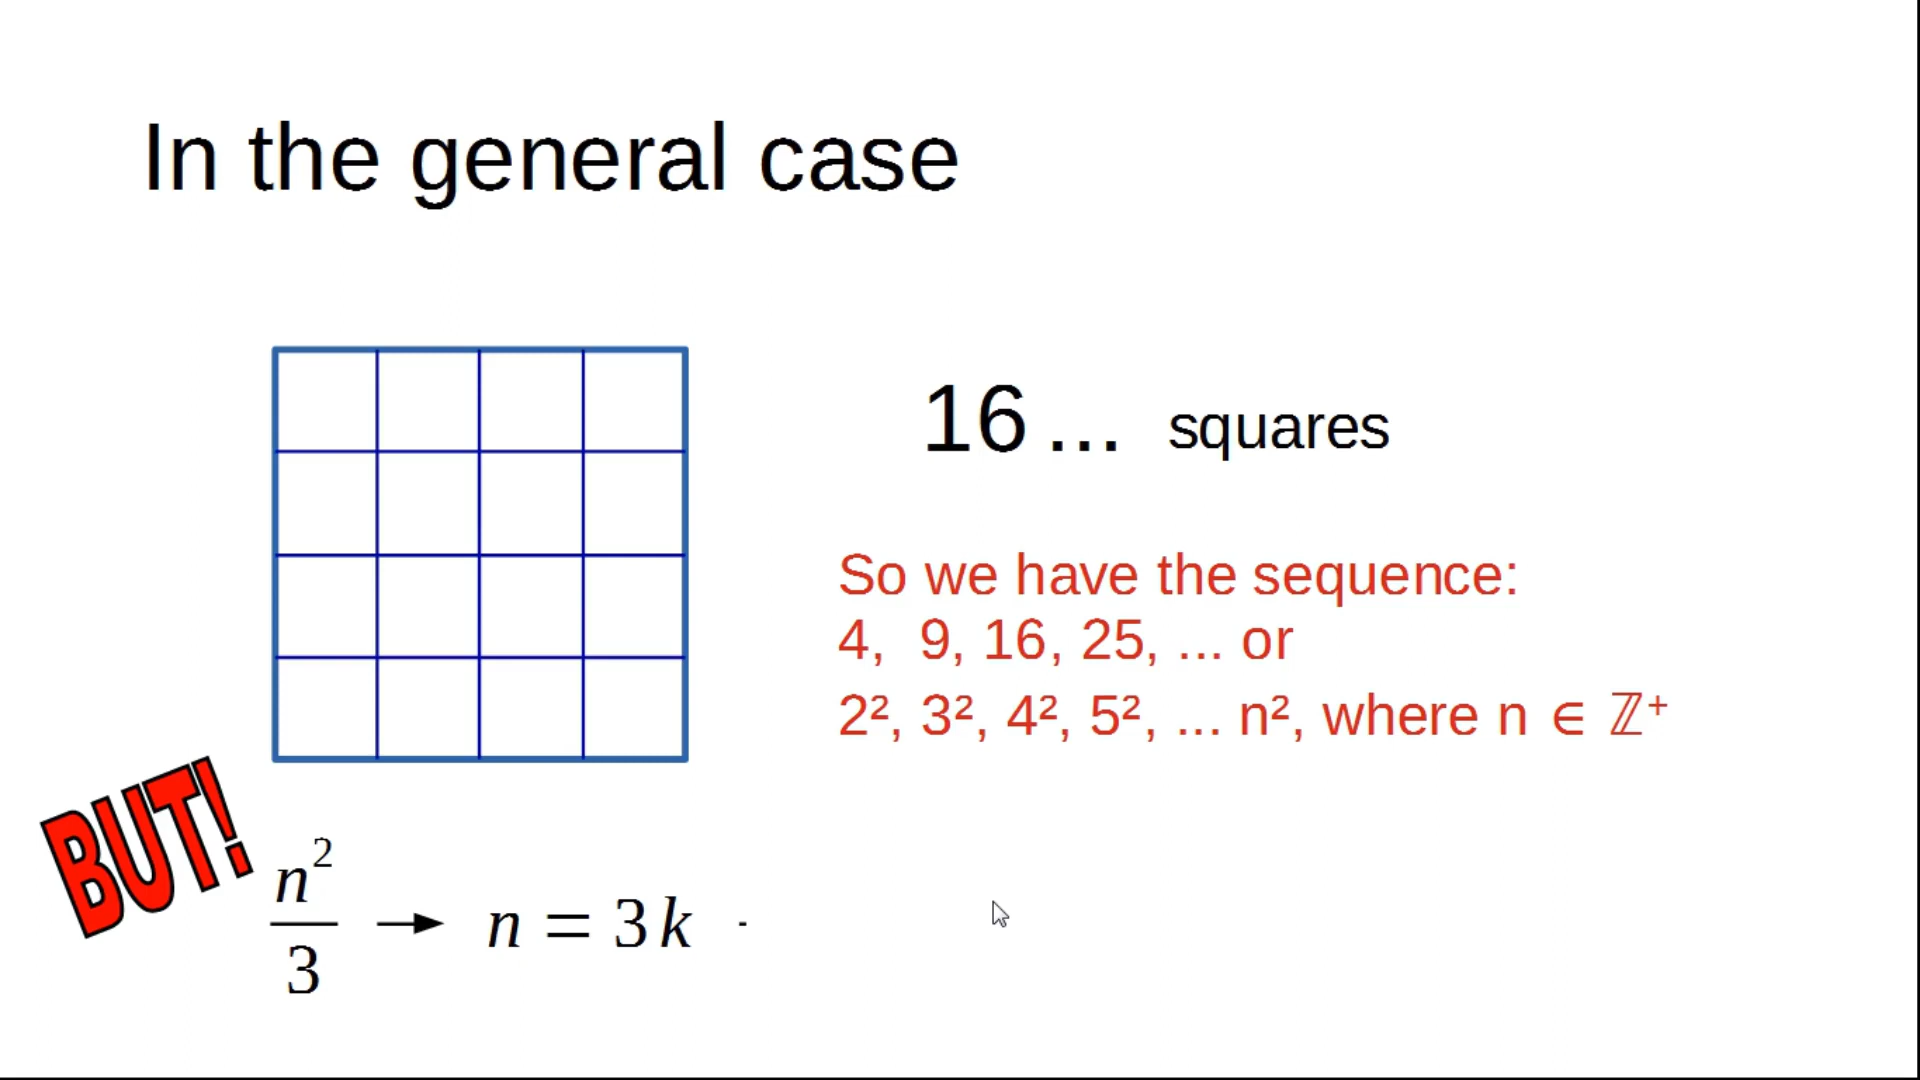 In the general case
16 ... squares
So we have the sequence:
4, 9, 16, 25, ... or
2², 3², 4², 5², ... n², where n ∈ ℤ⁺
BUT!
n²/3 → n = 3k -